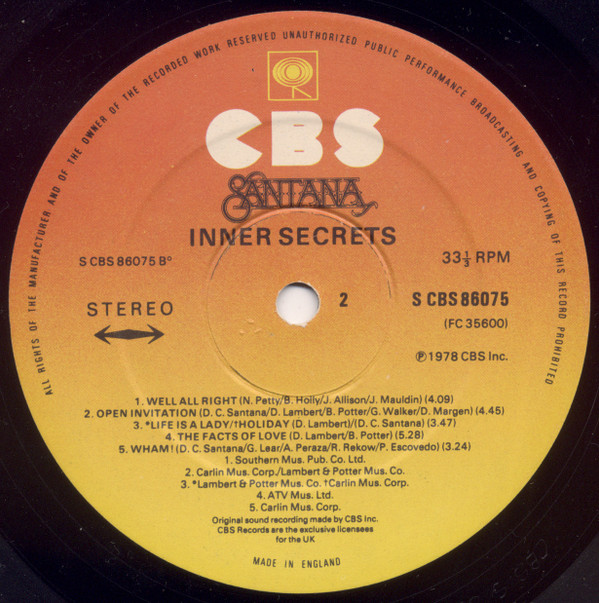 ALL RIGHTS OF THE MANUFACTURER AND OF THE OWNER OF THE RECORDED WORK RESERVED UNAUTHORIZED PUBLIC PERFORMANCE BROADCASTING AND COPYING OF THIS RECORD PROHIBITED
CBS
SANTANA
INNER SECRETS
S CBS 86075 B°
33⅓ RPM
STEREO
2
S CBS 86075
(FC 35600)
℗ 1978 CBS Inc.
1. WELL ALL RIGHT (N. Petty/B. Holly/J. Allison/J. Mauldin) (4.09)
2. OPEN INVITATION (D. C. Santana/D. Lambert/B. Potter/G. Walker/D. Margen) (4.45)
3. *LIFE IS A LADY/†HOLIDAY (D. Lambert)/(D. C. Santana) (3.47)
4. THE FACTS OF LOVE (D. Lambert/B. Potter) (5.28)
5. WHAM! (D. C. Santana/G. Lear/A. Peraza/R. Rekow/P. Escovedo) (3.24)
1. Southern Mus. Pub. Co. Ltd.
2. Carlin Mus. Corp./Lambert & Potter Mus. Co.
3. *Lambert & Potter Mus. Co. †Carlin Mus. Corp.
4. ATV Mus. Ltd.
5. Carlin Mus. Corp.
Original sound recording made by CBS Inc.
CBS Records are the exclusive licensees
for the UK
MADE IN ENGLAND